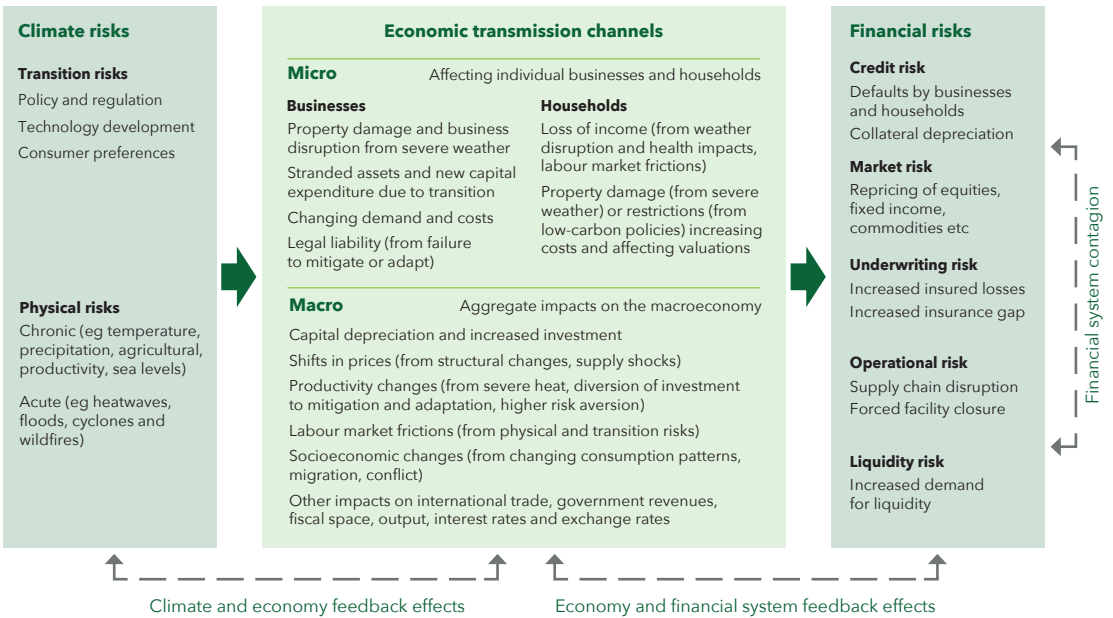 Climate risks
Transition risks
Policy and regulation
Technology development
Consumer preferences
Physical risks
Chronic (eg temperature,
precipitation, agricultural,
productivity, sea levels)
Acute (eg heatwaves,
floods, cyclones and
wildfires)
Economic transmission channels
Micro
Affecting individual businesses and households
Businesses
Property damage and business
disruption from severe weather
Stranded assets and new capital
expenditure due to transition
Changing demand and costs
Legal liability (from failure
to mitigate or adapt)
Households
Loss of income (from weather
disruption and health impacts,
labour market frictions)
Property damage (from severe
weather) or restrictions (from
low-carbon policies) increasing
costs and affecting valuations
Macro
Aggregate impacts on the macroeconomy
Capital depreciation and increased investment
Shifts in prices (from structural changes, supply shocks)
Productivity changes (from severe heat, diversion of investment
to mitigation and adaptation, higher risk aversion)
Labour market frictions (from physical and transition risks)
Socioeconomic changes (from changing consumption patterns,
migration, conflict)
Other impacts on international trade, government revenues,
fiscal space, output, interest rates and exchange rates
Financial risks
Credit risk
Defaults by businesses
and households
Collateral depreciation
Market risk
Repricing of equities,
fixed income,
commodities etc
Underwriting risk
Increased insured losses
Increased insurance gap
Operational risk
Supply chain disruption
Forced facility closure
Liquidity risk
Increased demand
for liquidity
Financial system contagion
Climate and economy feedback effects
Economy and financial system feedback effects